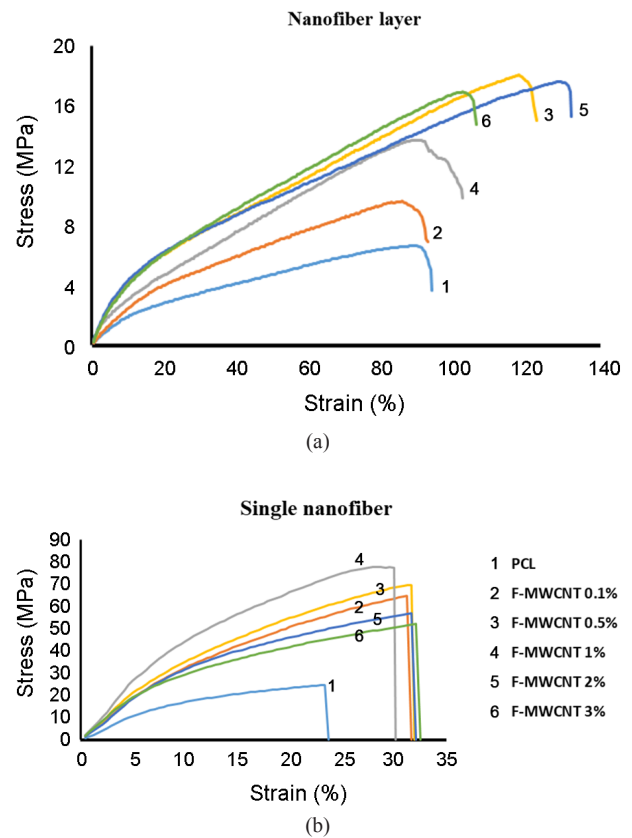 Nanofiber layer
Stress (MPa)
20
16
12
8
4
0
0 20 40 60 80 100 120 140
6
3
5
4
2
1
Strain (%)
(a)
Single nanofiber
Stress (MPa)
90
80
70
60
50
40
30
20
10
0
0 5 10 15 20 25 30 35
4
3
2
5
6
1
Strain (%)
(b)
1 PCL
2 F-MWCNT 0.1%
3 F-MWCNT 0.5%
4 F-MWCNT 1%
5 F-MWCNT 2%
6 F-MWCNT 3%